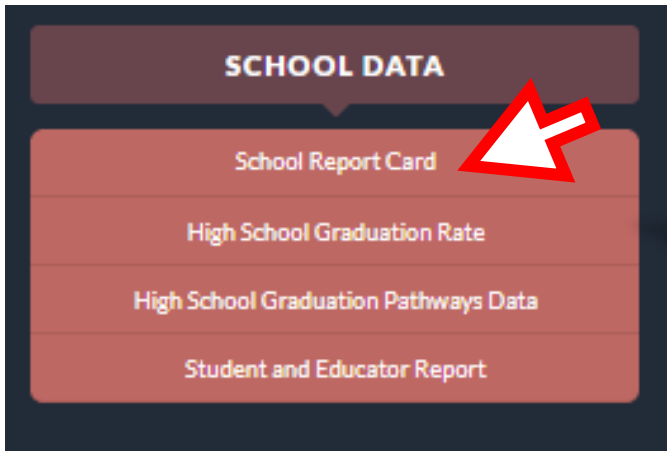 SCHOOL DATA
School Report Card
High School Graduation Rate
High School Graduation Pathways Data
Student and Educator Report